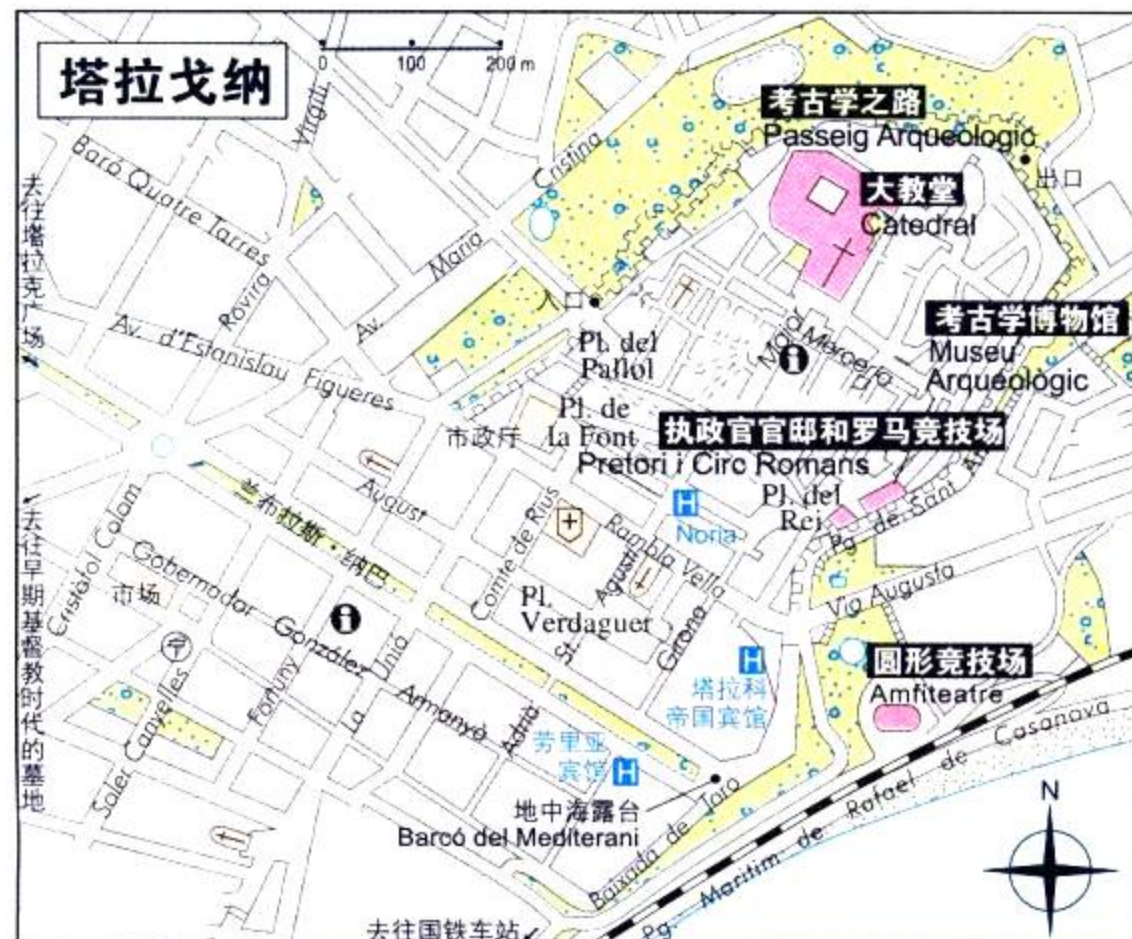 塔拉戈纳
0 100 200 m
Virgili
Baró Quatre Torres
Cristina
考古学之路
Passeig Arqueologic
出口
大教堂
Catedral
去往塔拉克广场
Rovira
Maria
Av.
入口
Av. d'Estanislau Figueres
Pl. del
Pallol
Major
Merceria
考古学博物馆
Museu
Arqueològic
市政厅
Pl. de
la Font
执政官官邸和罗马竞技场
Pretori i Circ Romans
Pl. del
Rei
Pg. de Sant
August
兰布拉斯·纳巴
Comte de Rius
H
Noria
Rambla Vella
Agustí
St.
Via Augusta
Cristofol Colom
去往早期基督教时代的墓地
市场
Gobernador González Armanyó
Pl.
Verdaguer
Girona
圆形竞技场
Amfiteatre
H
塔拉科
帝国宾馆
Soler Canyelles
Fortuny
La Unió
Adrià
劳里亚
宾馆 H
地中海露台
Barcó del Mediterani
Baixada de Toro
Pg. Maritim de Rafael de Casanova
N
去往国铁车站